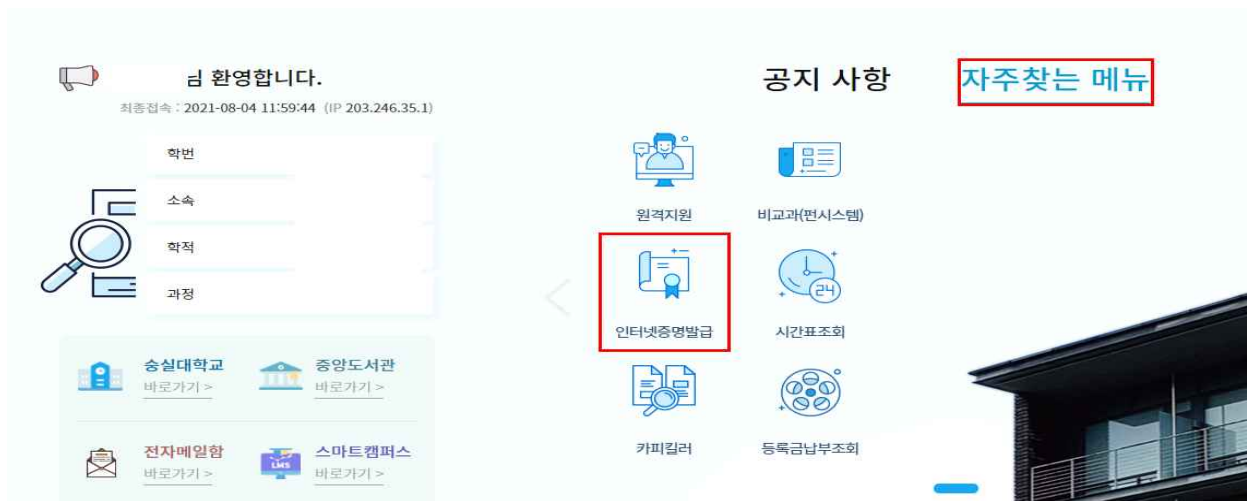 님 환영합니다.
최종접속 : 2021-08-04 11:59:44 (IP 203.246.35.1)
학번
소속
학적
과정
숭실대학교
바로가기 >
중앙도서관
바로가기 >
전자메일함
바로가기 >
LMS
스마트캠퍼스
바로가기 >
공지 사항
자주찾는 메뉴
원격지원
비교과(펀시스템)
인터넷증명발급
24
시간표조회
카피킬러
등록금납부조회